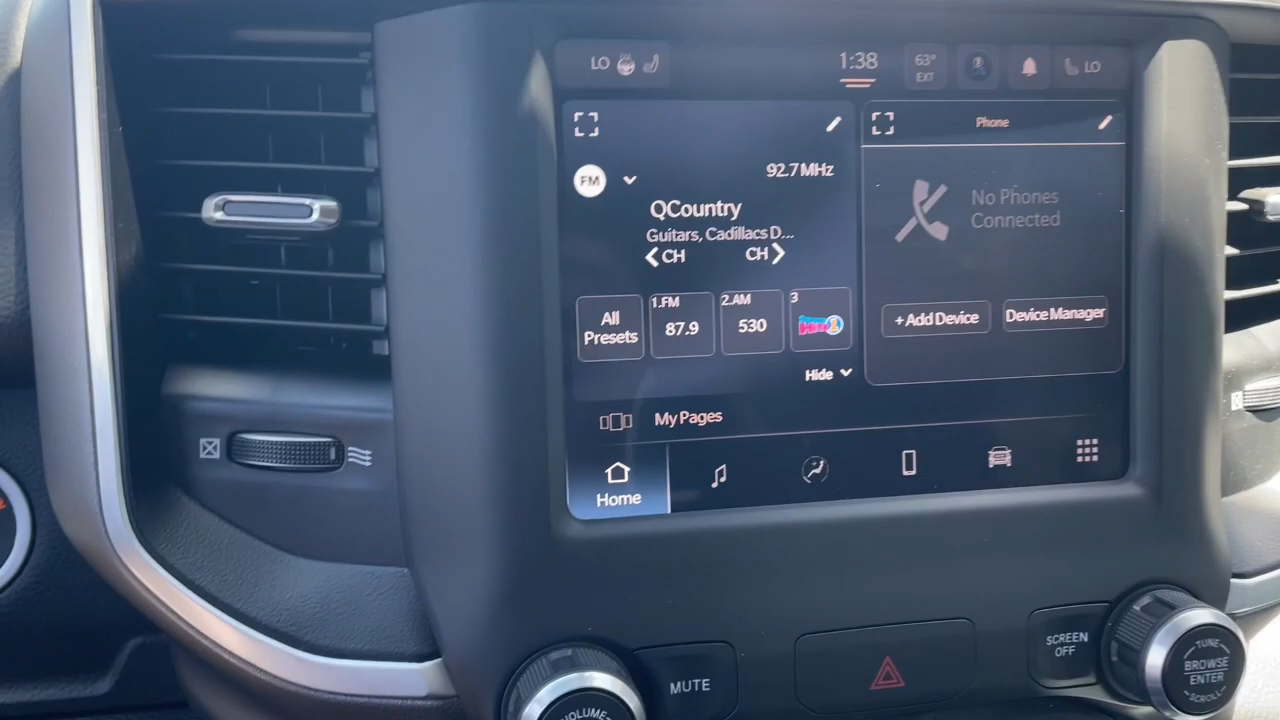 LO
1:38
63°
EXT
LO
FM
92.7 MHz
QCountry
Guitars, Cadillacs D...
CH
CH
Phone
No Phones
Connected
+ Add Device
Device Manager
All
Presets
1.FM
87.9
2.AM
530
3
Hide
My Pages
Home
VOLUME
MUTE
SCREEN
OFF
TUNE
BROWSE
ENTER
SCROLL